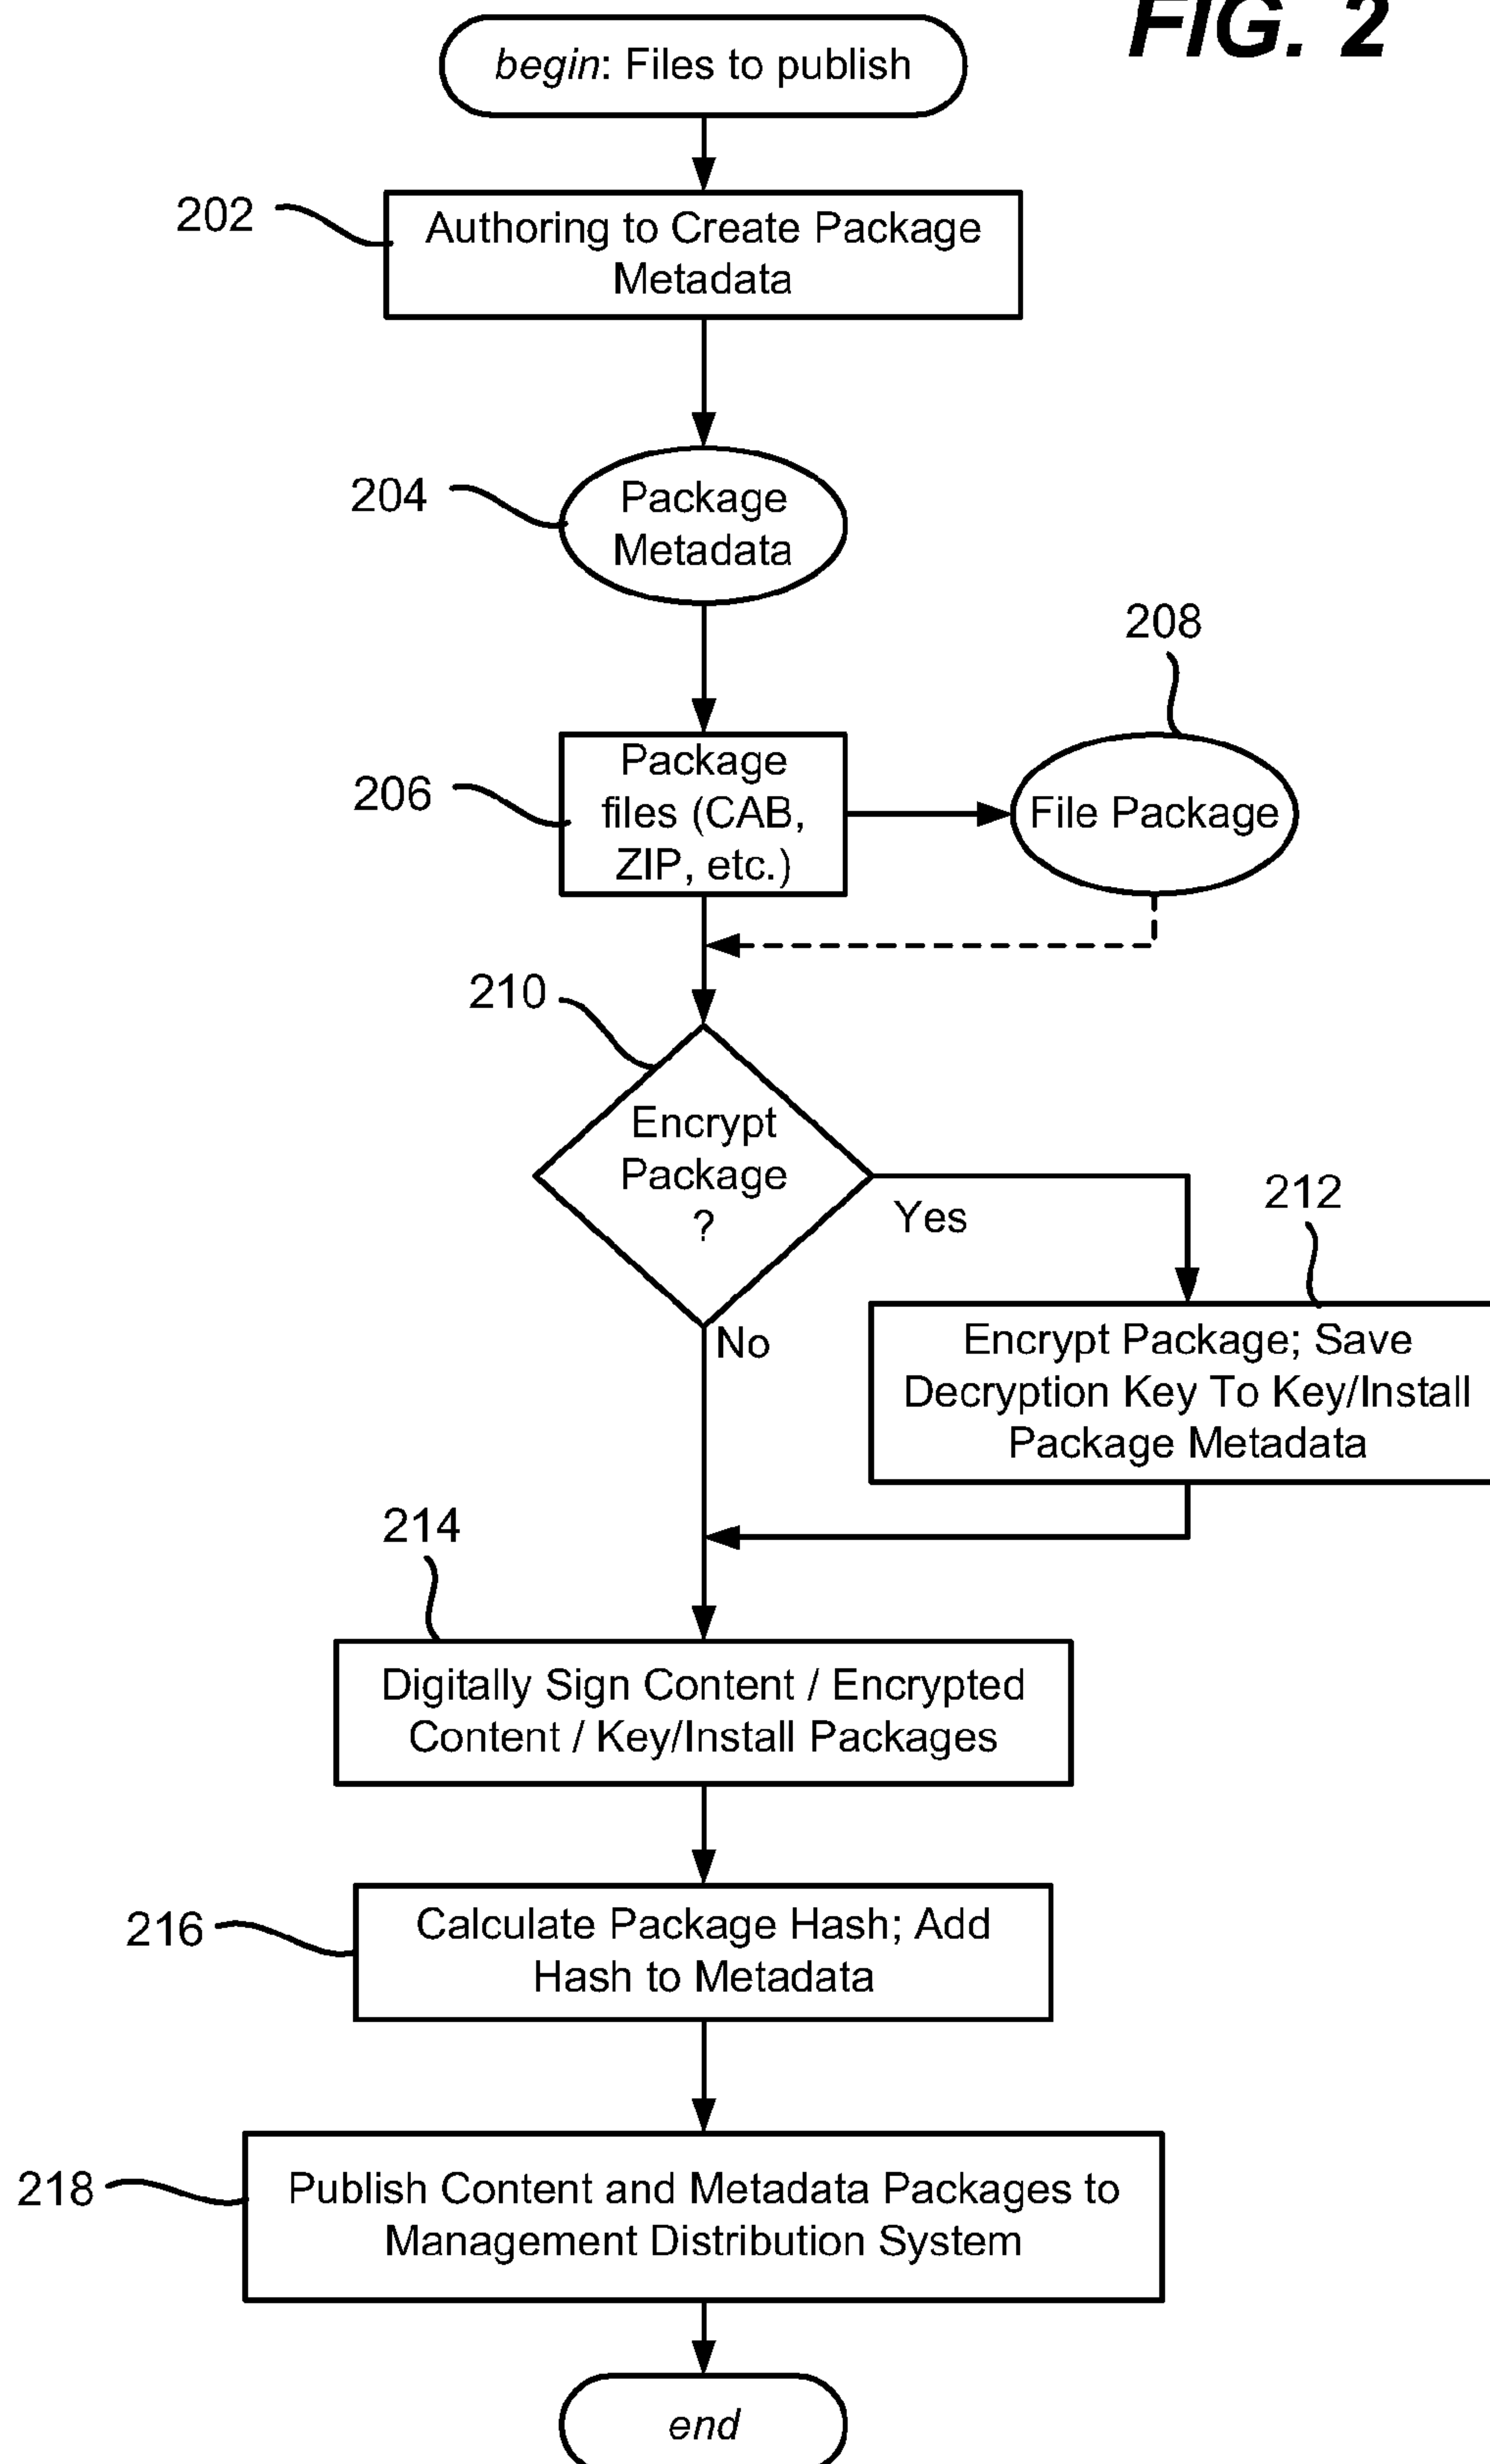 FIG. 2
begin: Files to publish
202
Authoring to Create Package
Metadata
204
Package
Metadata
208
206
Package
files (CAB,
ZIP, etc.)
File Package
210
Encrypt
Package
?
Yes
212
No
Encrypt Package; Save
Decryption Key To Key/Install
Package Metadata
214
Digitally Sign Content / Encrypted
Content / Key/Install Packages
216
Calculate Package Hash; Add
Hash to Metadata
218
Publish Content and Metadata Packages to
Management Distribution System
end